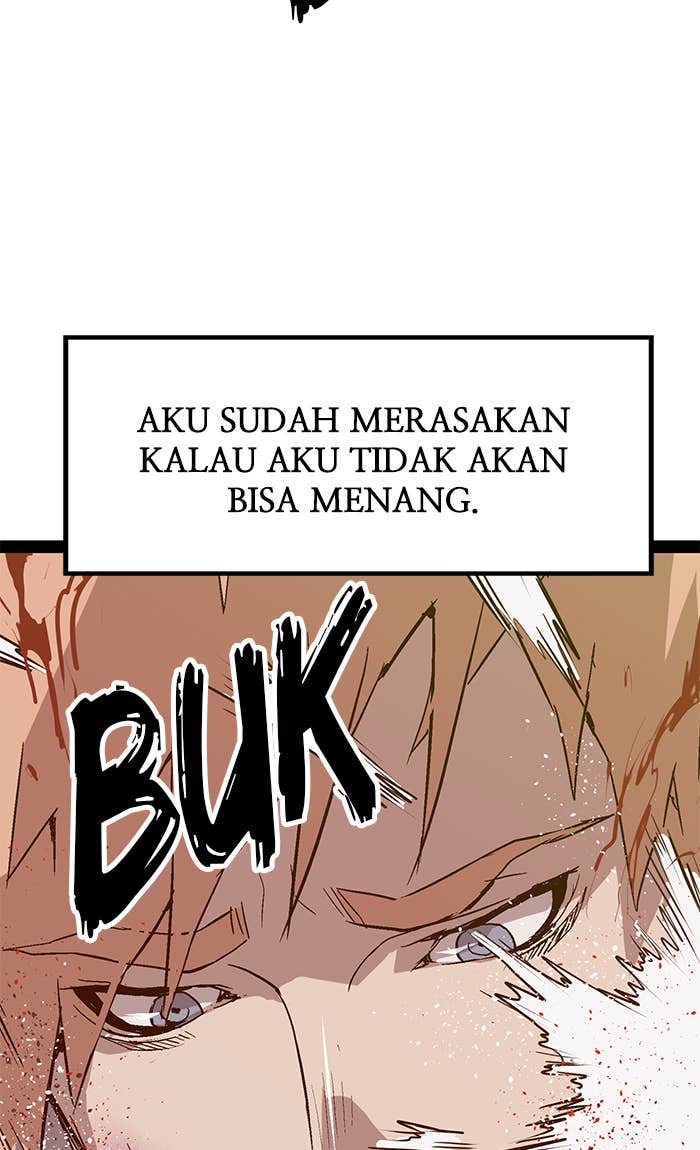 AKU SUDAH MERASAKAN
KALAU AKU TIDAK AKAN
BISA MENANG.
BUK